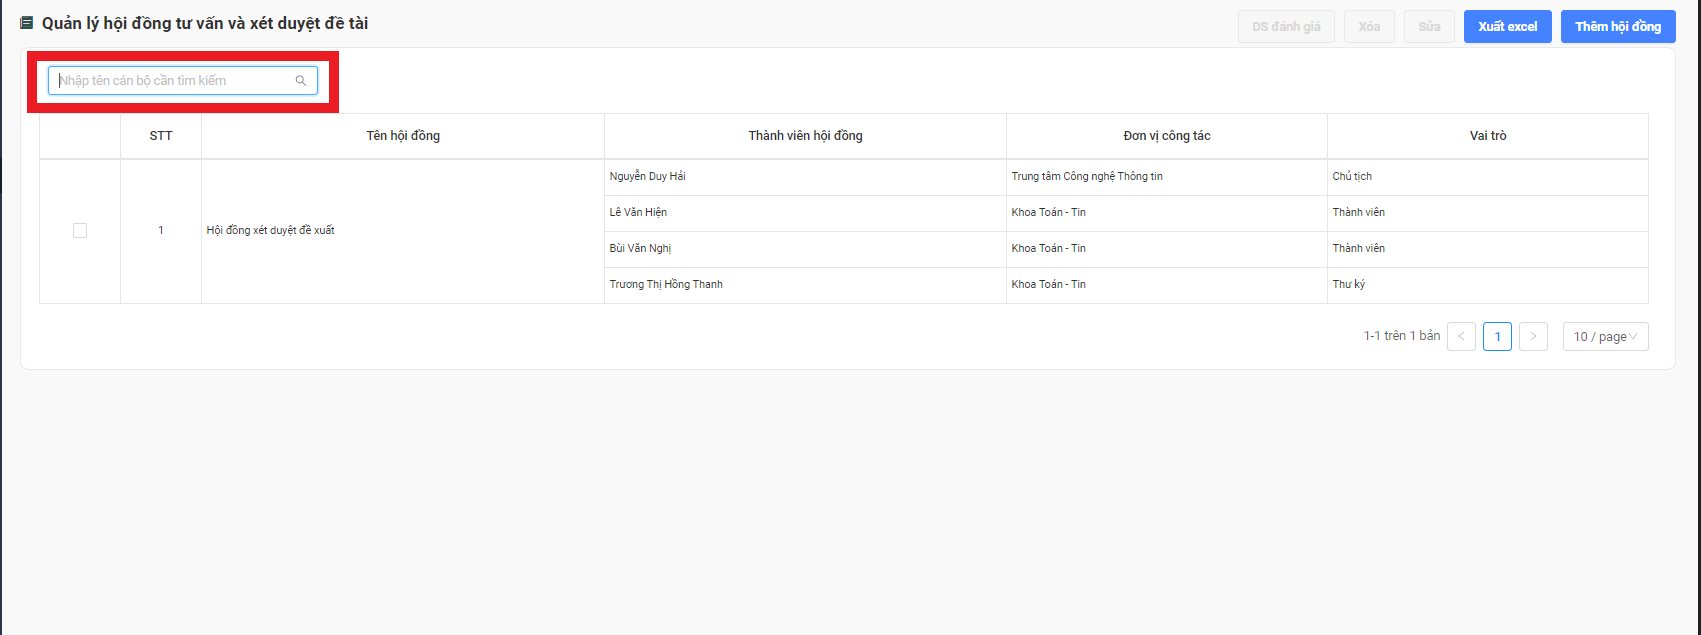 Quản lý hội đồng tư vấn và xét duyệt đề tài
DS đánh giá Xóa Sửa Xuất excel Thêm hội đồng
Nhập tên cán bộ cần tìm kiếm
STT Tên hội đồng Thành viên hội đồng Đơn vị công tác Vai trò
1 Hội đồng xét duyệt đề xuất
Nguyễn Duy Hải Trung tâm Công nghệ Thông tin Chủ tịch
Lê Văn Hiện Khoa Toán - Tin Thành viên
Bùi Văn Nghị Khoa Toán - Tin Thành viên
Trương Thị Hồng Thanh Khoa Toán - Tin Thư ký
1-1 trên 1 bản < 1 > 10 / page